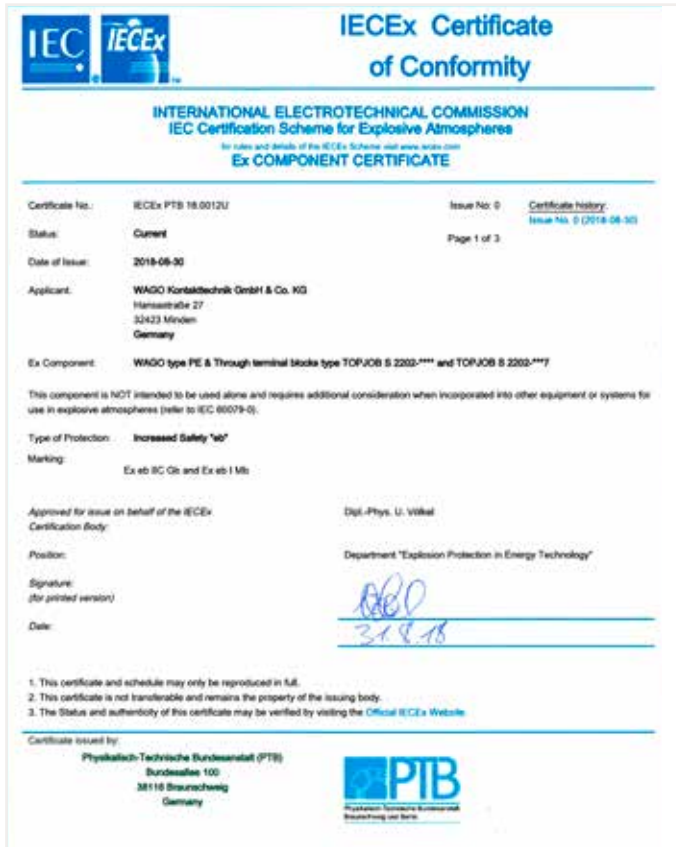 IEC
IECEx
IECEx Certificate
of Conformity
INTERNATIONAL ELECTROTECHNICAL COMMISSION
IEC Certification Scheme for Explosive Atmospheres
for rules and details of the IECEx Scheme visit www.iecex.com
Ex COMPONENT CERTIFICATE
Certificate No.: IECEx PTB 18.0012U Issue No: 0 Certificate history:
Issue No. 0 (2018-08-30)
Status: Current
Page 1 of 3
Date of Issue: 2018-08-30
Applicant: WAGO Kontakttechnik GmbH & Co. KG
Hansastraße 27
32423 Minden
Germany
Ex Component: WAGO type PE & Through terminal blocks type TOPJOB S 2202-**** and TOPJOB S 2202-***7
This component is NOT intended to be used alone and requires additional consideration when incorporated into other equipment or systems for
use in explosive atmospheres (refer to IEC 60079-0).
Type of Protection: Increased Safety "eb"
Marking:
Ex eb IIC Gb and Ex eb I Mb
Approved for issue on behalf of the IECEx Dipl.-Phys. U. Völkel
Certification Body:
Position: Department "Explosion Protection in Energy Technology"
Signature:
(for printed version)
Date: 31.8.18
1. This certificate and schedule may only be reproduced in full.
2. This certificate is not transferable and remains the property of the issuing body.
3. The Status and authenticity of this certificate may be verified by visiting the Official IECEx Website.
Certificate issued by:
Physikalisch-Technische Bundesanstalt (PTB)
Bundesallee 100
38116 Braunschweig
Germany
PTB
Physikalisch-Technische Bundesanstalt
Braunschweig und Berlin